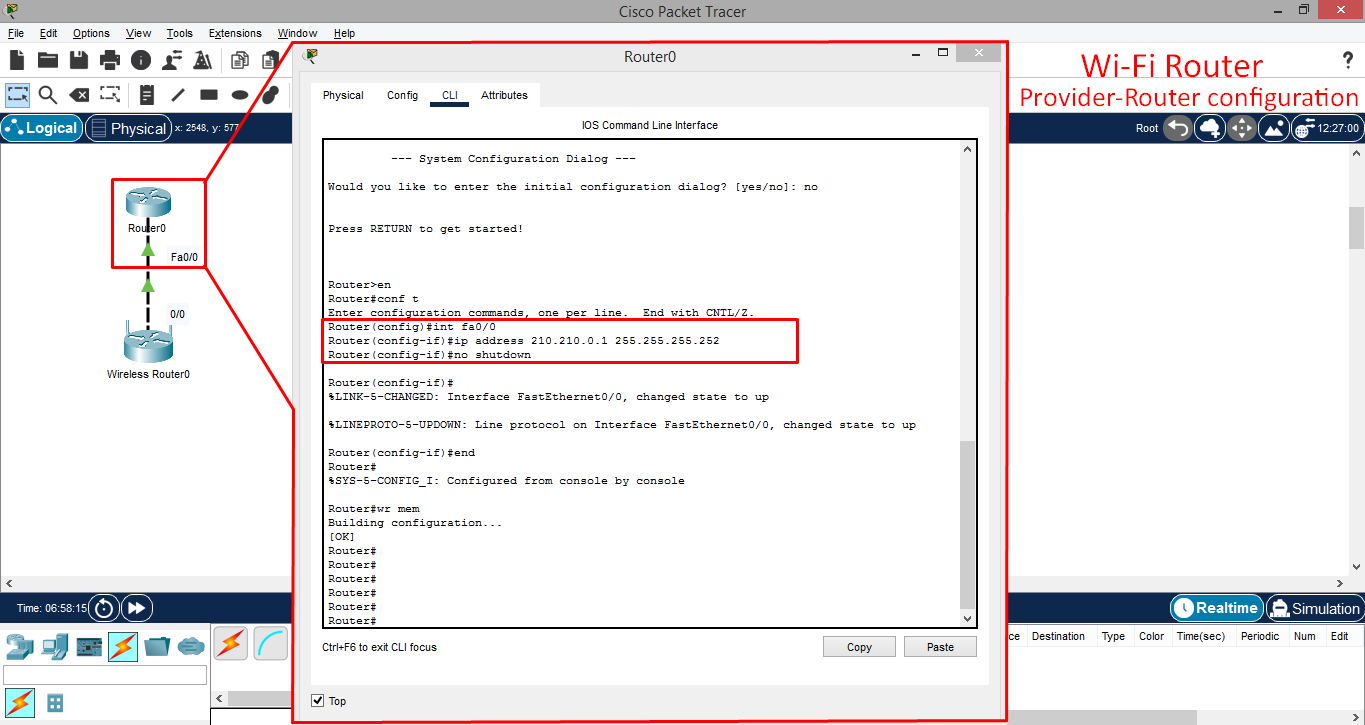 Cisco Packet Tracer
File Edit Options View Tools Extensions Window Help
Wi-Fi Router
Provider-Router configuration
?
Logical Physical x: 2548, y: 577
Root 12:27:00
Router0
Fa0/0
0/0
Wireless Router0
Router0
Physical Config CLI Attributes
IOS Command Line Interface
--- System Configuration Dialog ---
Would you like to enter the initial configuration dialog? [yes/no]: no
Press RETURN to get started!
Router>en
Router#conf t
Enter configuration commands, one per line.  End with CNTL/Z.
Router(config)#int fa0/0
Router(config-if)#ip address 210.210.0.1 255.255.255.252
Router(config-if)#no shutdown
Router(config-if)#
%LINK-5-CHANGED: Interface FastEthernet0/0, changed state to up
%LINEPROTO-5-UPDOWN: Line protocol on Interface FastEthernet0/0, changed state to up
Router(config-if)#end
Router#
%SYS-5-CONFIG_I: Configured from console by console
Router#wr mem
Building configuration...
[OK]
Router#
Router#
Router#
Router#
Router#
Router#
Ctrl+F6 to exit CLI focus
Copy Paste
Top
Time: 06:58:15
Realtime Simulation
ce Destination Type Color Time(sec) Periodic Num Edit